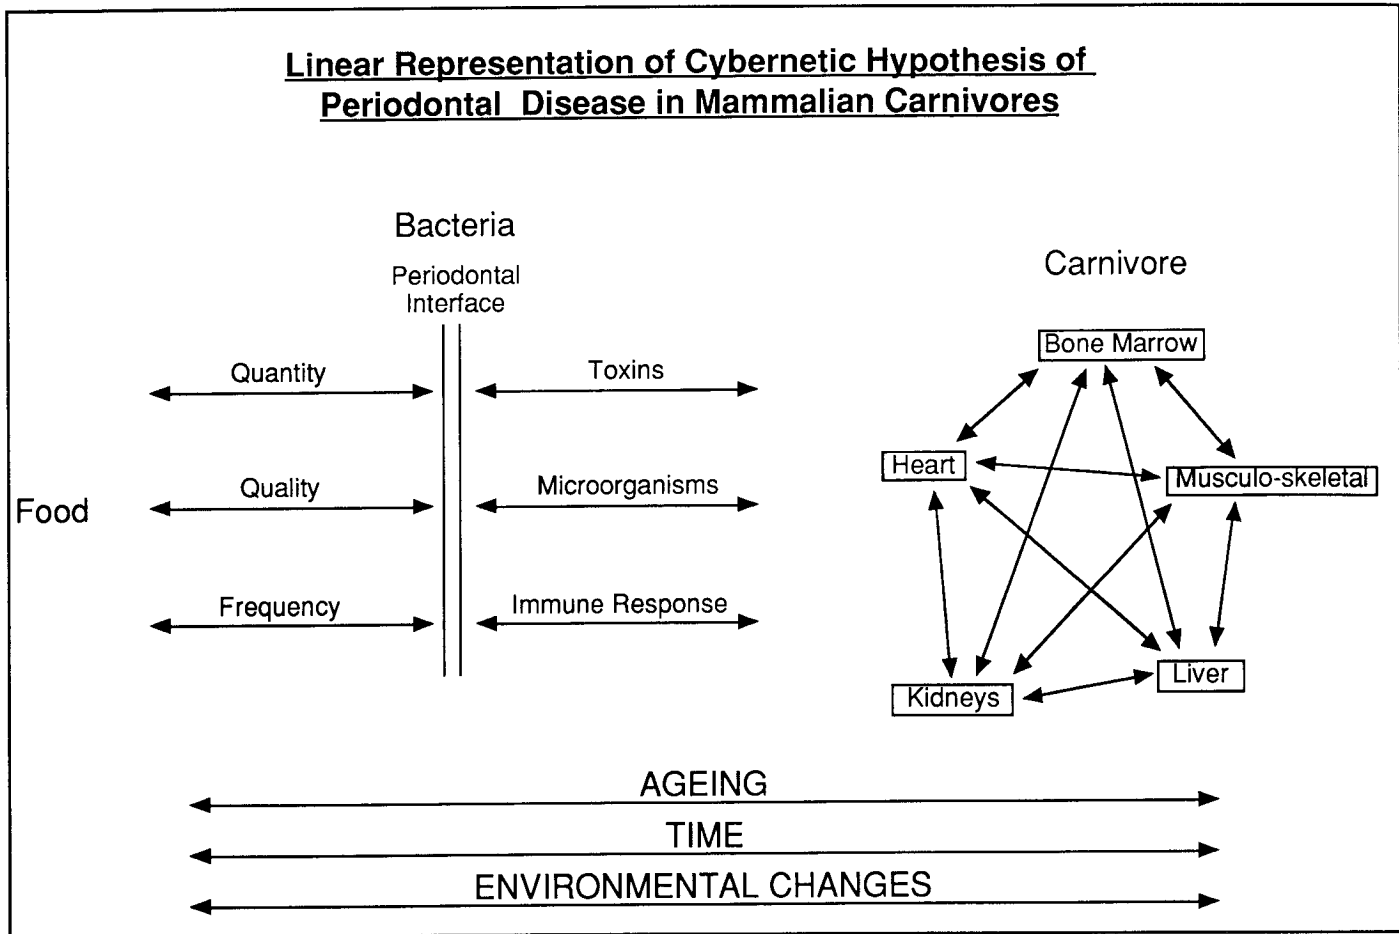 Linear Representation of Cybernetic Hypothesis of
Periodontal Disease in Mammalian Carnivores
Bacteria
Periodontal
Interface
Carnivore
Food
Quantity
Quality
Frequency
Toxins
Microorganisms
Immune Response
Bone Marrow
Heart
Musculo-skeletal
Kidneys
Liver
AGEING
TIME
ENVIRONMENTAL CHANGES